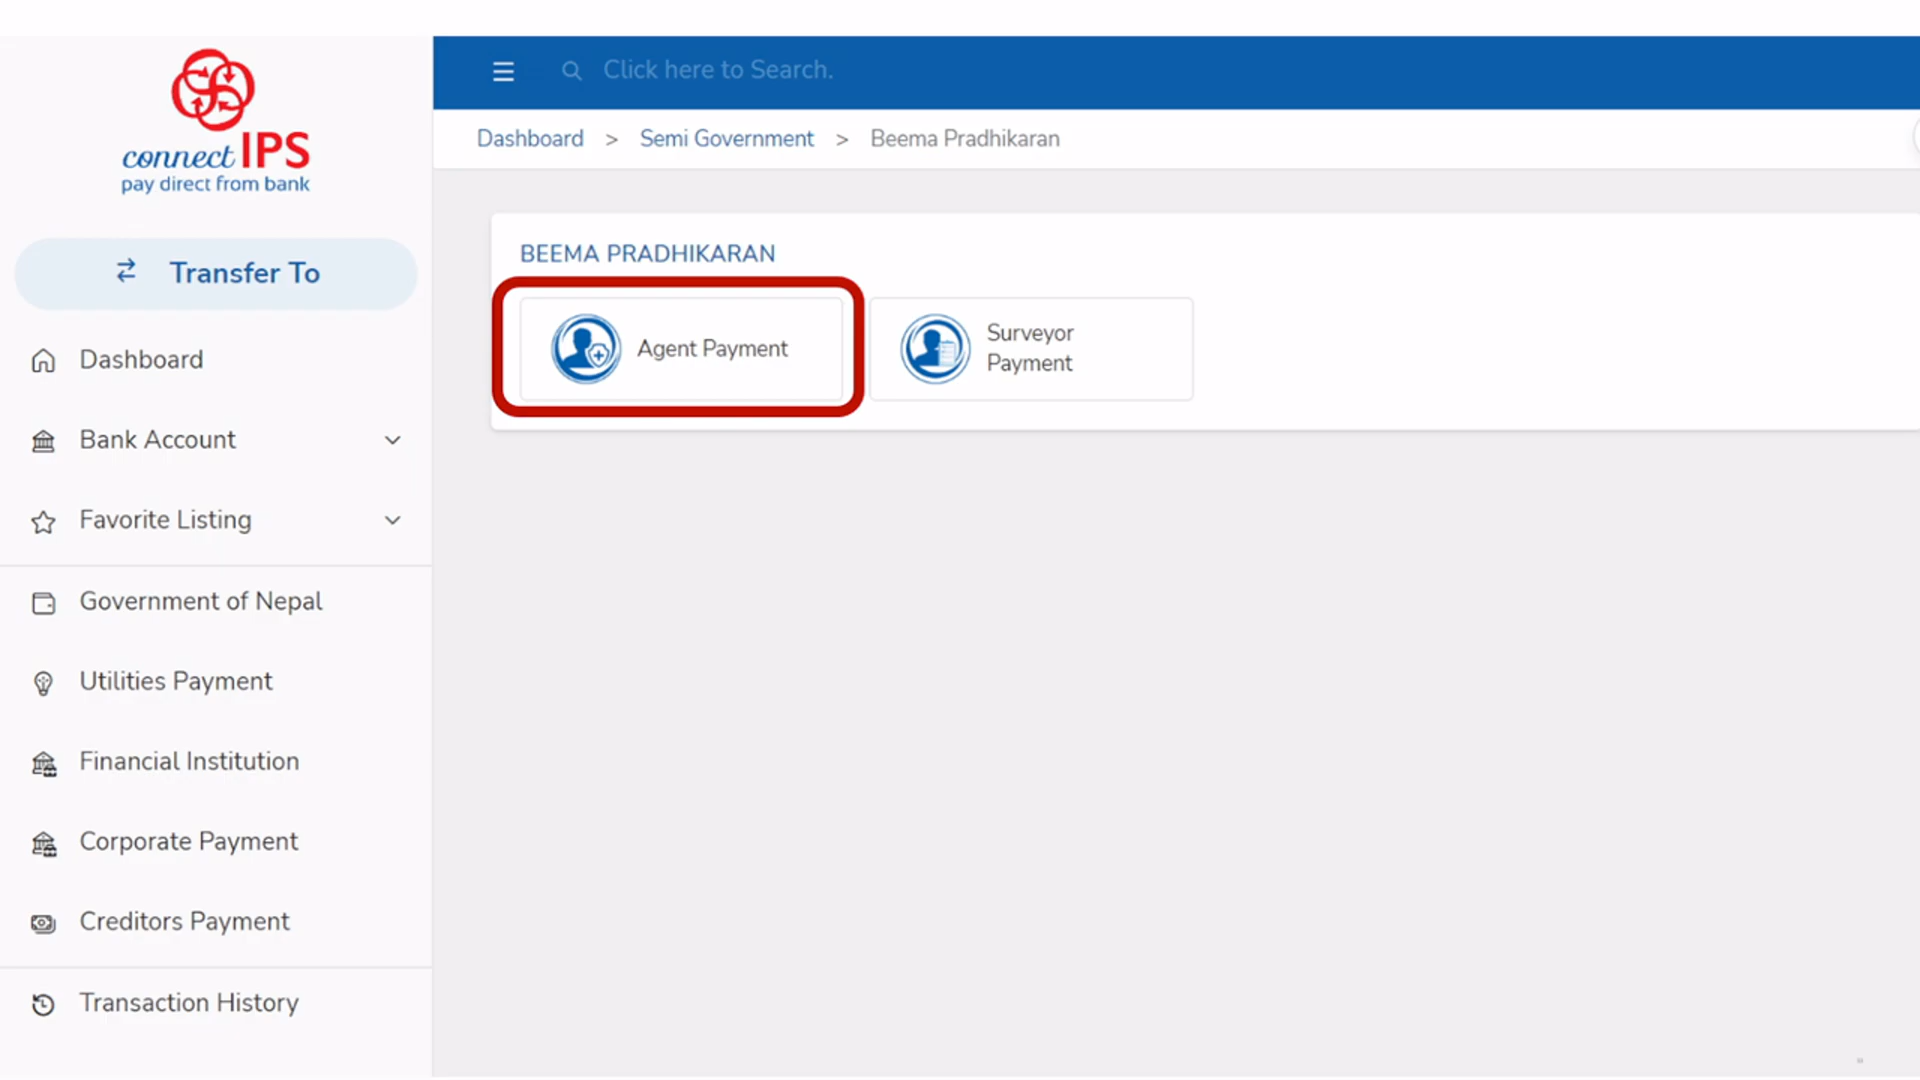 connectIPS
pay direct from bank
Click here to Search.
Dashboard > Semi Government > Beema Pradhikaran
Transfer To
Dashboard
Bank Account
Favorite Listing
Government of Nepal
Utilities Payment
Financial Institution
Corporate Payment
Creditors Payment
Transaction History
BEEMA PRADHIKARAN
Agent Payment
Surveyor
Payment